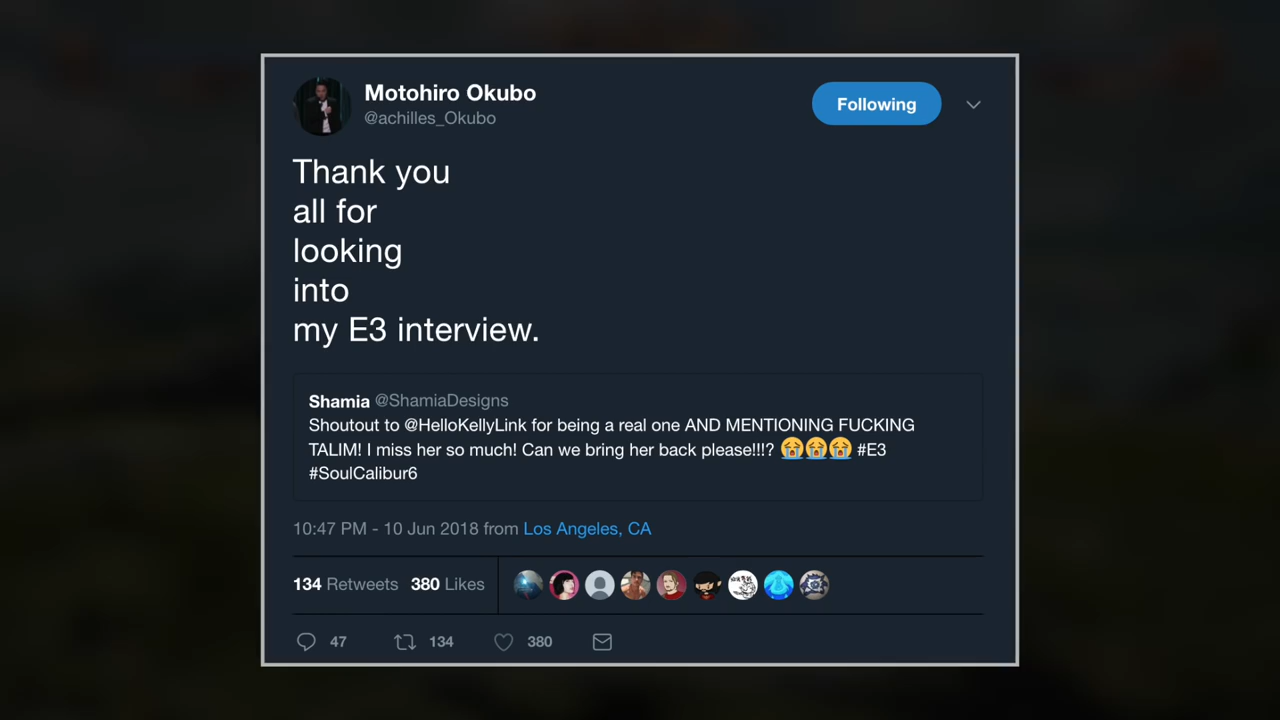 Motohiro Okubo
@achilles_Okubo
Following
Thank you
all for
looking
into
my E3 interview.
Shamia @ShamiaDesigns
Shoutout to @HelloKellyLink for being a real one AND MENTIONING FUCKING
TALIM! I miss her so much! Can we bring her back please!!!? 😭😭😭 #E3
#SoulCalibur6
10:47 PM - 10 Jun 2018 from Los Angeles, CA
134 Retweets 380 Likes
47 134 380